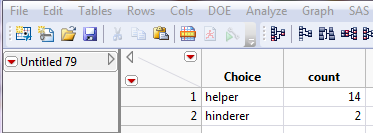 File Edit Tables Rows Cols DOE Analyze Graph SAS
Untitled 79
Choice count
1 helper 14
2 hinderer 2